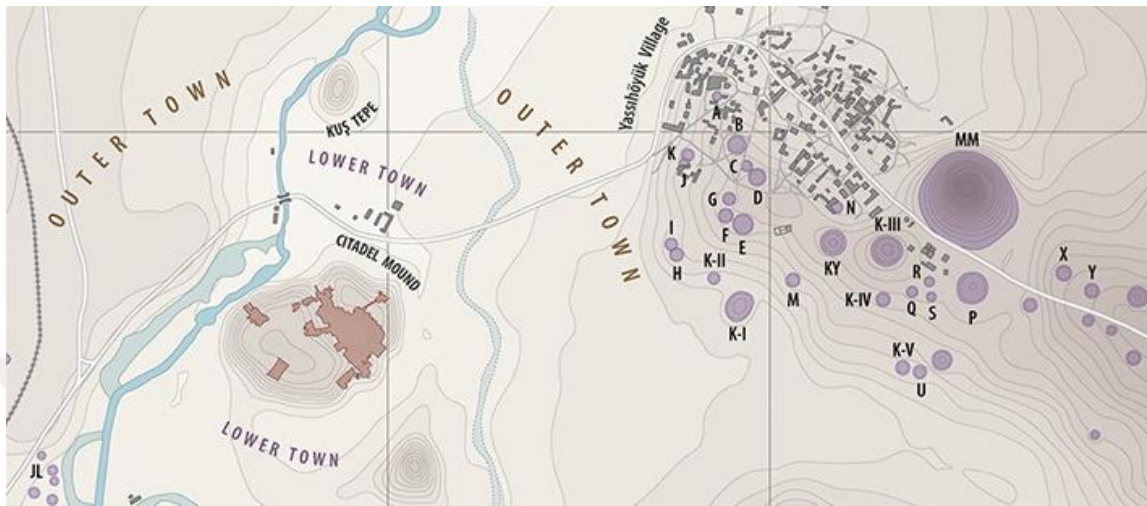 OUTER TOWN
KUŞ TEPE
LOWER TOWN
CITADEL MOUND
LOWER TOWN
JL
OUTER TOWN
Yassıhöyük Village
A
B
K
J
C
D
G
F
E
N
MM
I
H
K-II
K-I
M
KY
K-III
K-IV
R
Q
S
P
X
Y
K-V
U